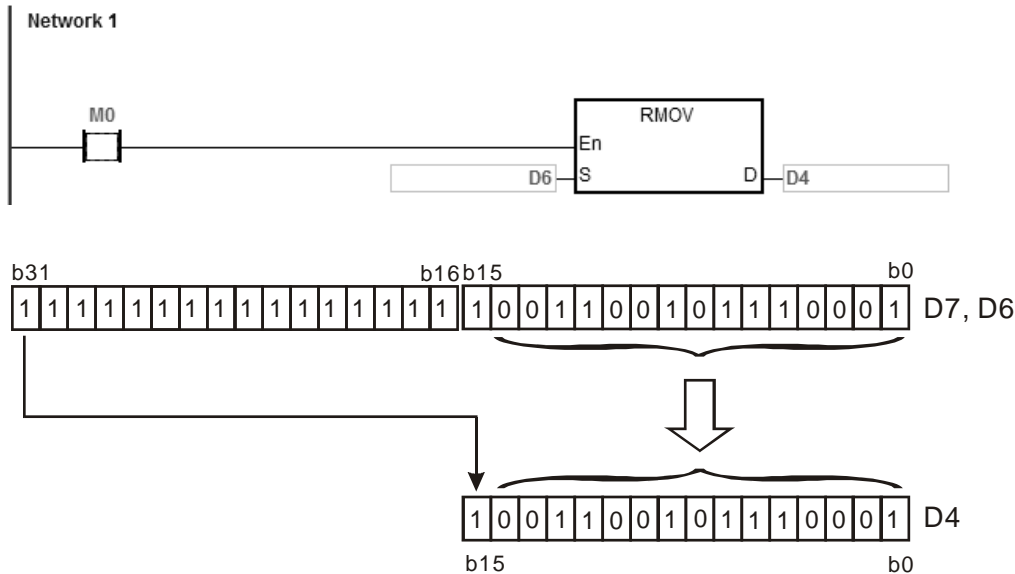 Network 1
M0
RMOV
En
D6 S D D4
b31 b16 b15 b0
1 1 1 1 1 1 1 1 1 1 1 1 1 1 1 1 1 0 0 1 1 0 0 1 0 1 1 1 0 0 0 1 D7, D6
1 0 0 1 1 0 0 1 0 1 1 1 0 0 0 1 D4
b15 b0